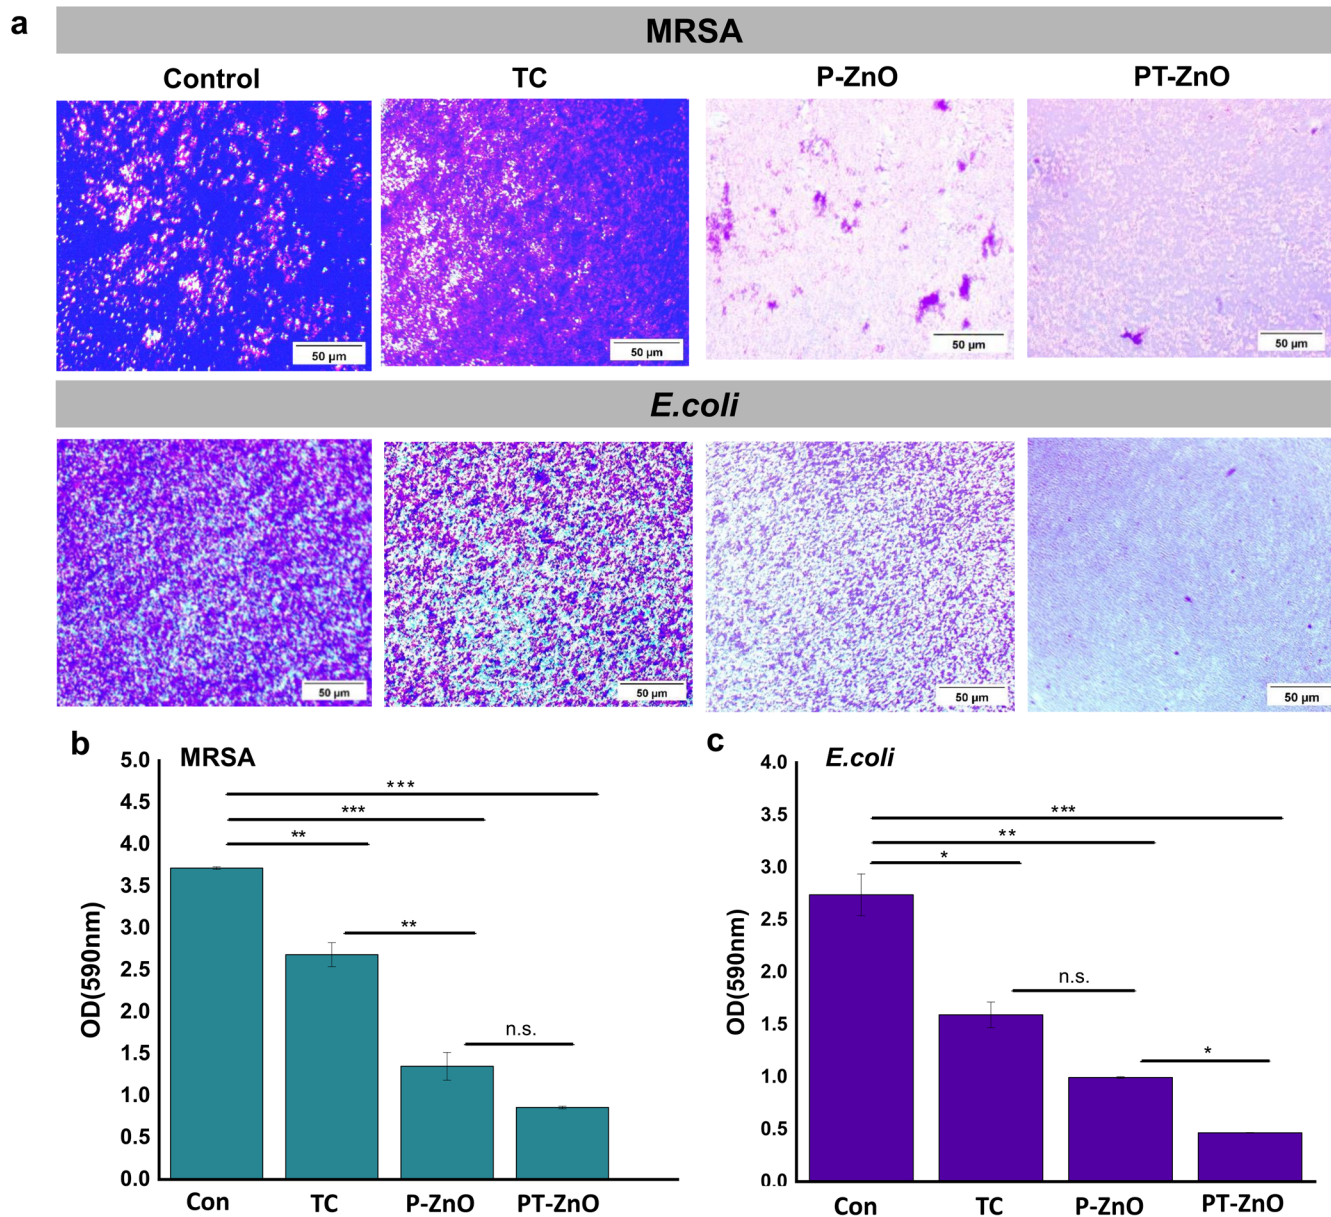 a
MRSA
Control
TC
P-ZnO
PT-ZnO
50 µm
50 µm
50 µm
50 µm
E.coli
50 µm
50 µm
50 µm
50 µm
b
MRSA
5.0
4.5
4.0
3.5
3.0
2.5
2.0
1.5
1.0
0.5
0.0
OD(590nm)
***
***
**
**
n.s.
Con
TC
P-ZnO
PT-ZnO
c
E.coli
4.0
3.5
3.0
2.5
2.0
1.5
1.0
0.5
0.0
OD(590nm)
***
**
*
n.s.
*
Con
TC
P-ZnO
PT-ZnO